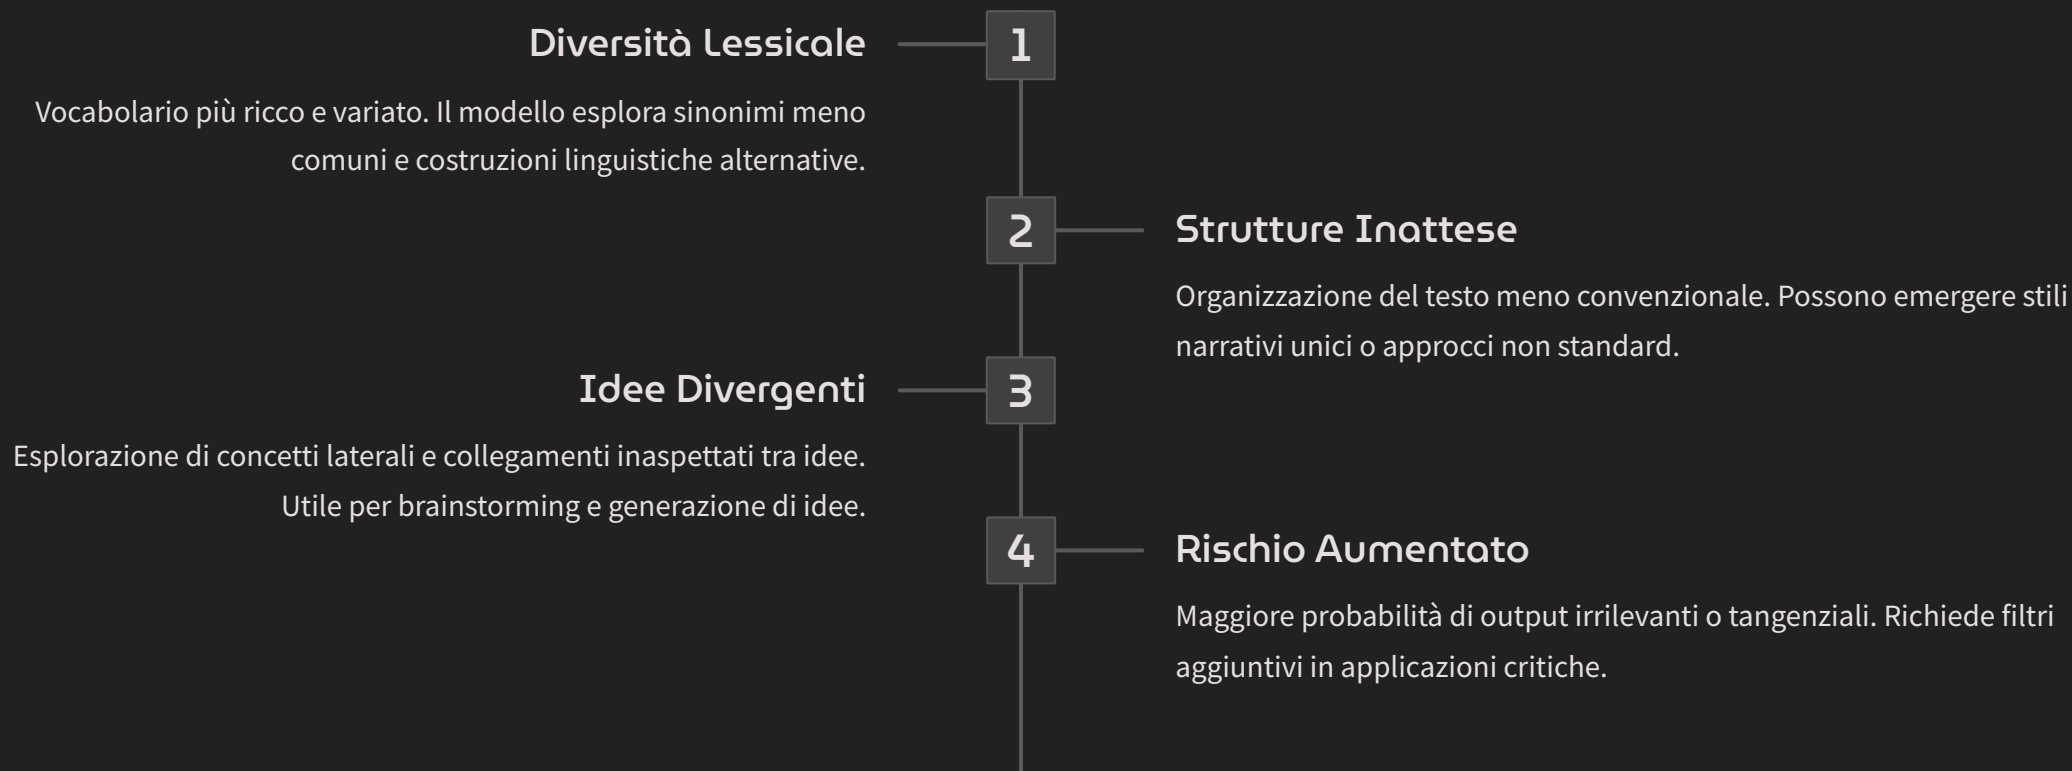 Diversità Lessicale
1
Vocabolario più ricco e variato. Il modello esplora sinonimi meno
comuni e costruzioni linguistiche alternative.
2
Strutture Inattese
Organizzazione del testo meno convenzionale. Possono emergere stili
narrativi unici o approcci non standard.
Idee Divergenti
3
Esplorazione di concetti laterali e collegamenti inaspettati tra idee.
Utile per brainstorming e generazione di idee.
4
Rischio Aumentato
Maggiore probabilità di output irrilevanti o tangenziali. Richiede filtri
aggiuntivi in applicazioni critiche.